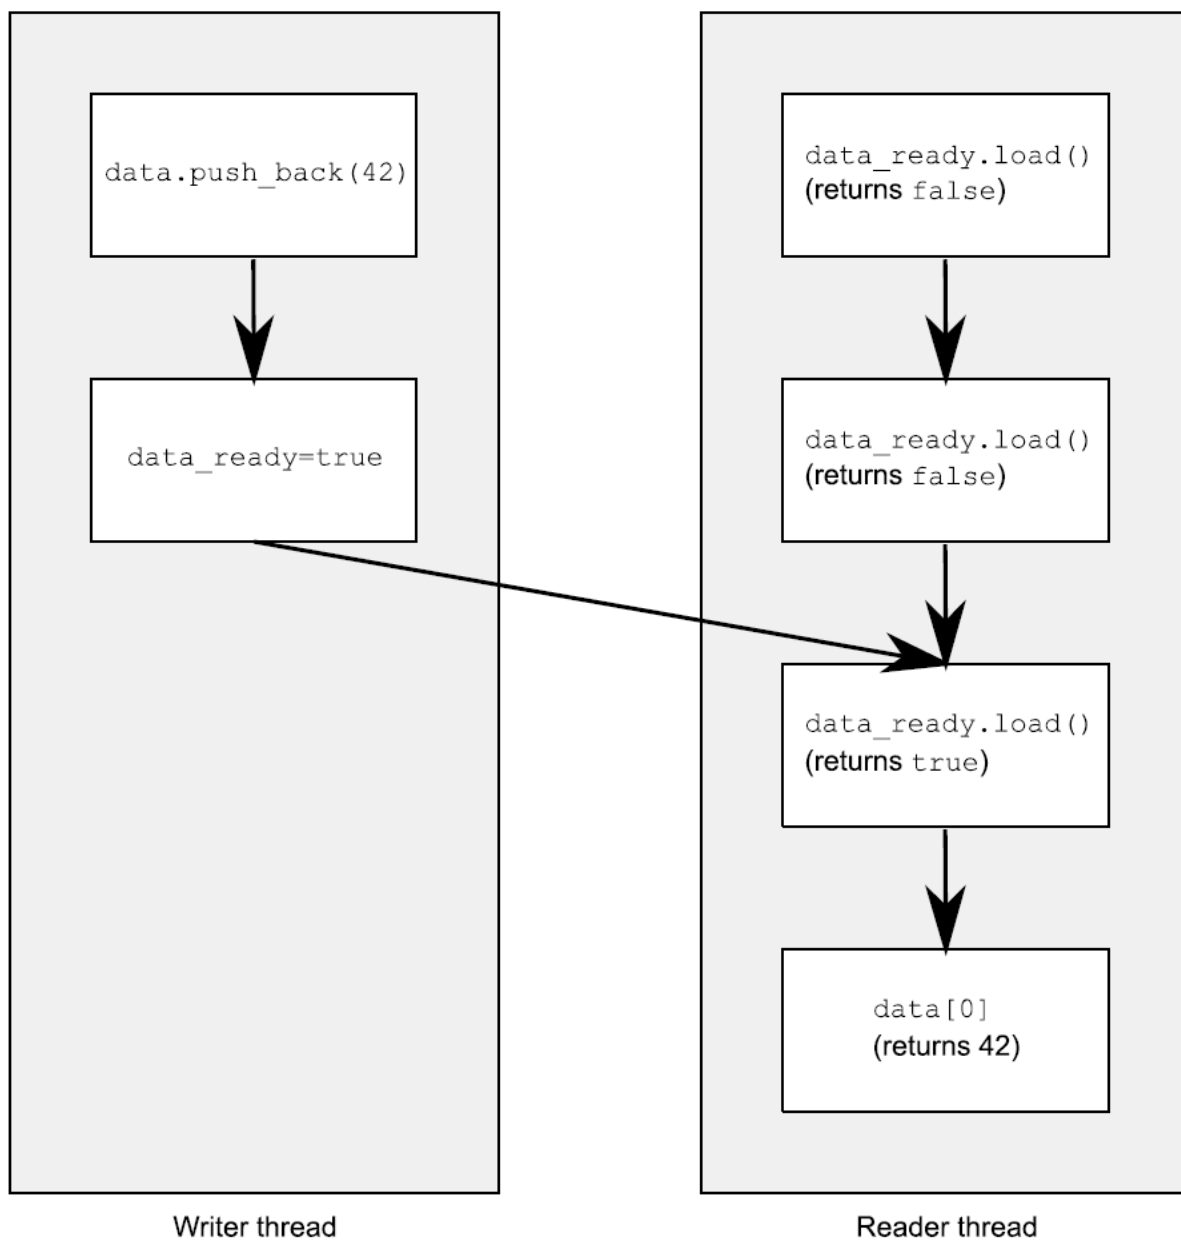 data.push_back(42)
data_ready=true
Writer thread
data_ready.load()
(returns false)
data_ready.load()
(returns false)
data_ready.load()
(returns true)
data[0]
(returns 42)
Reader thread